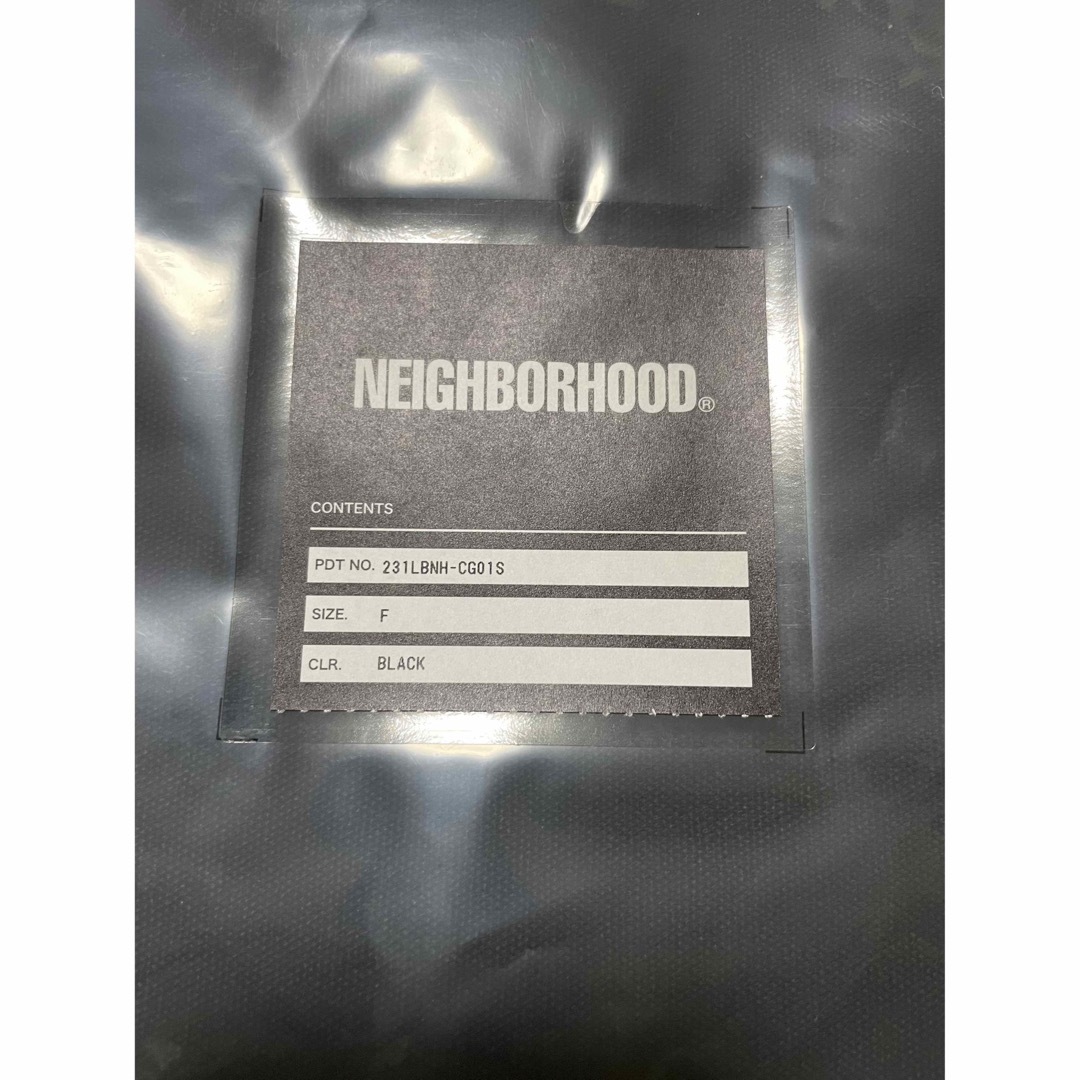 NEIGHBORHOOD®
CONTENTS
PDT NO. 231LBNH-CG01S
SIZE. F
CLR. BLACK